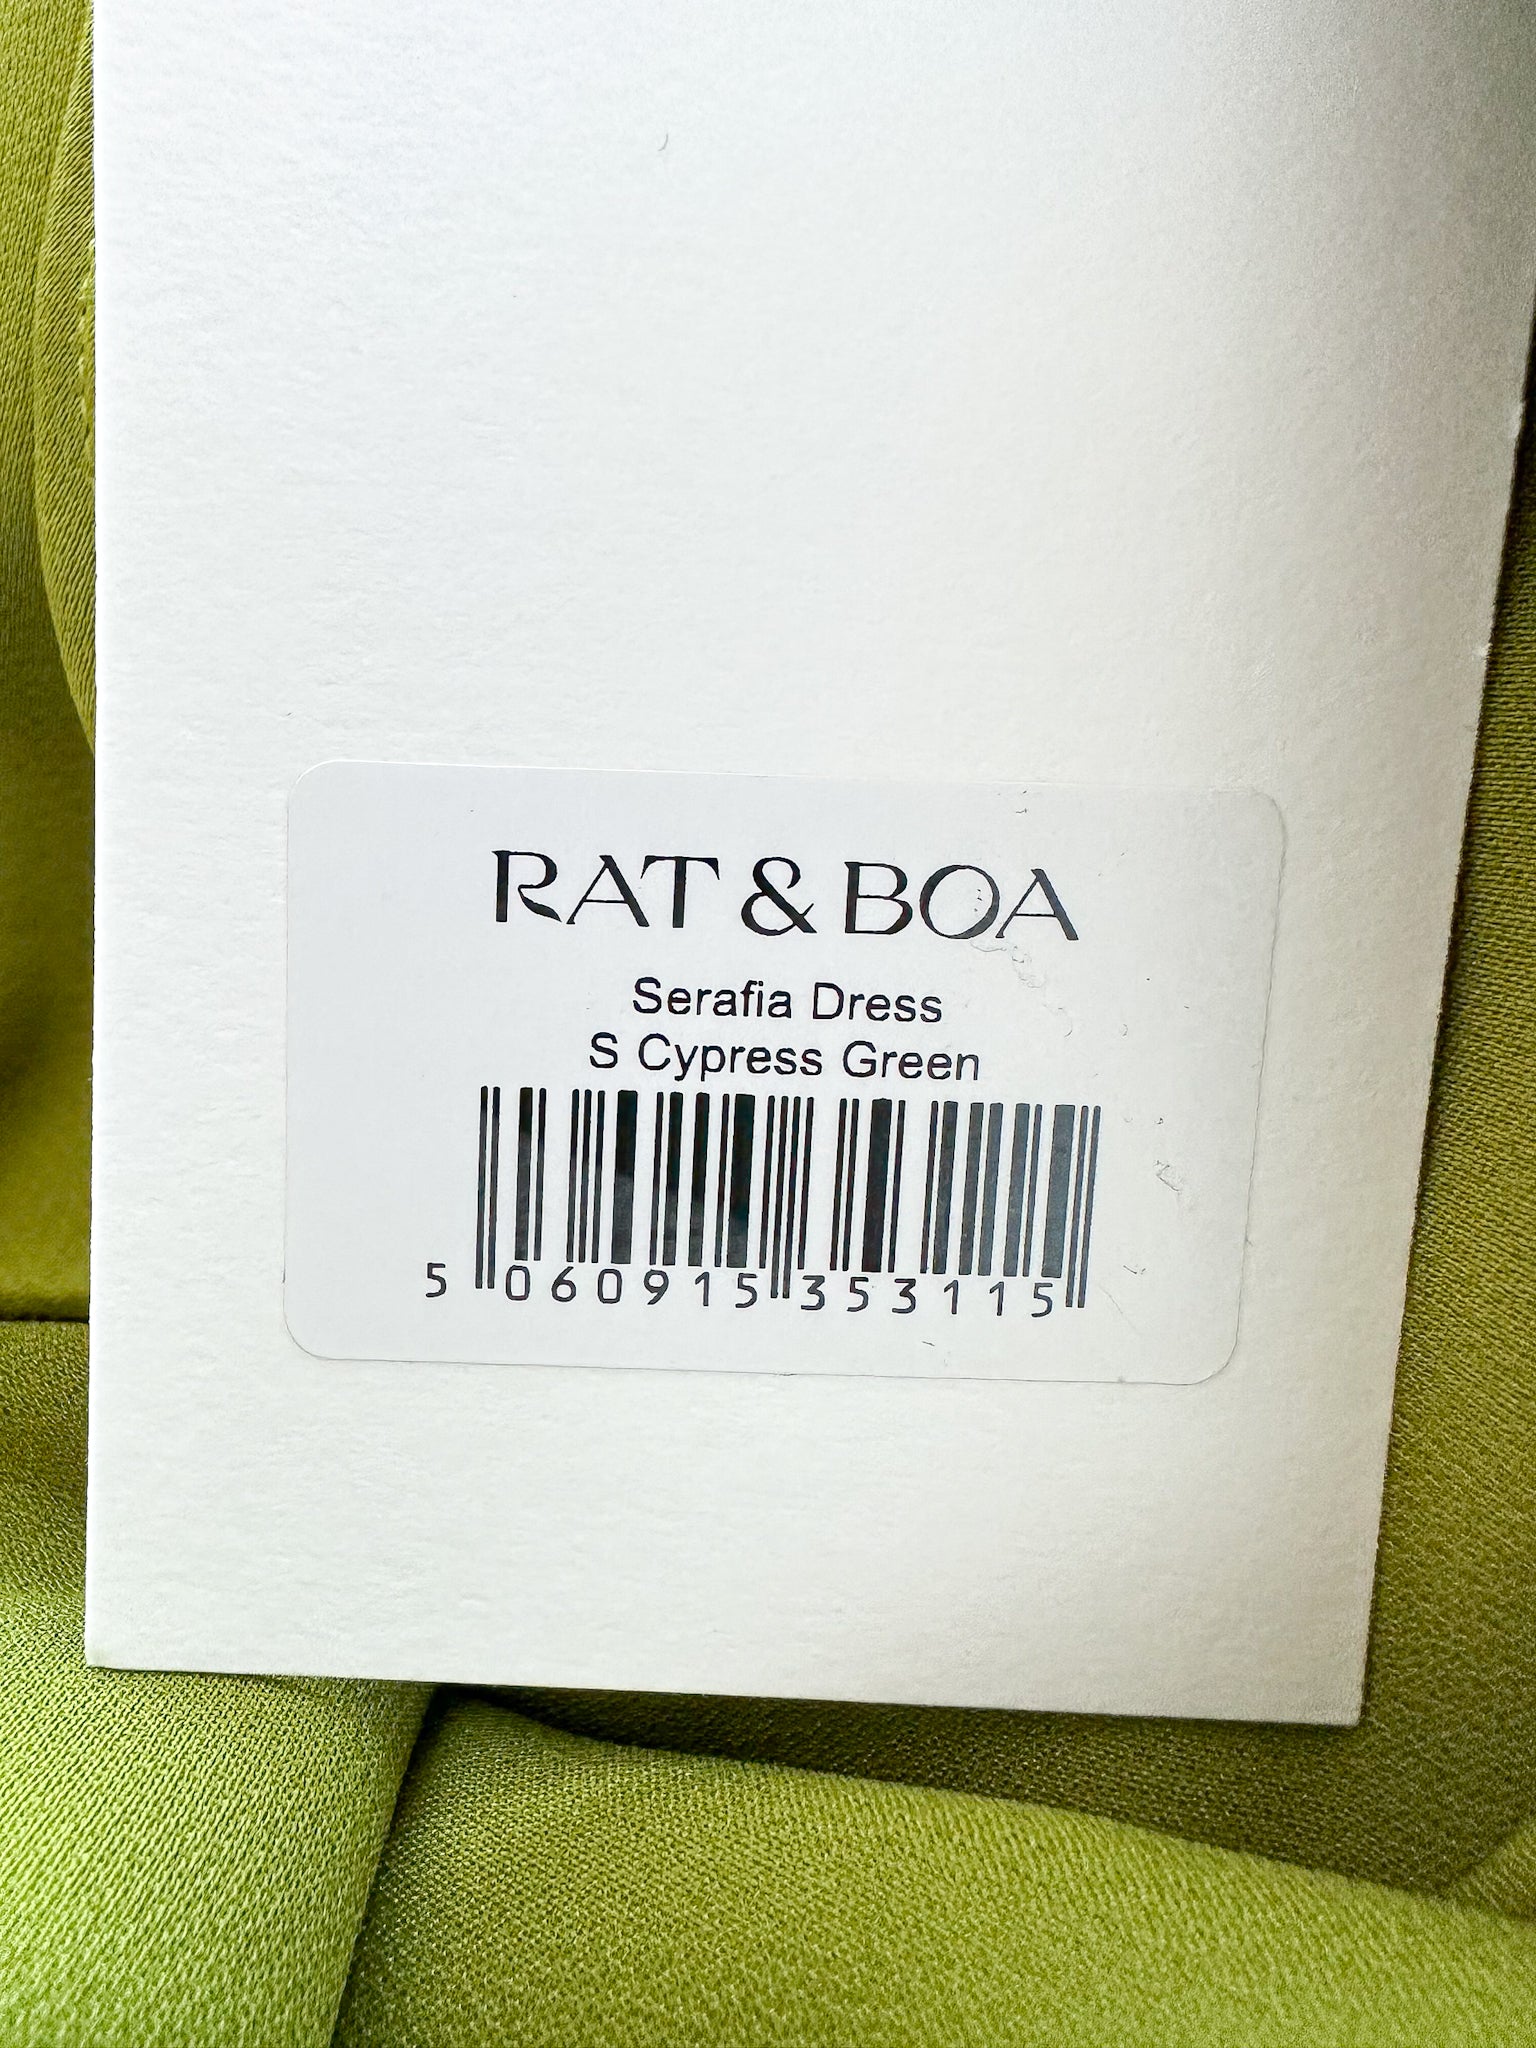 RAT & BOA
Serafia Dress
S Cypress Green
5 060915 353115